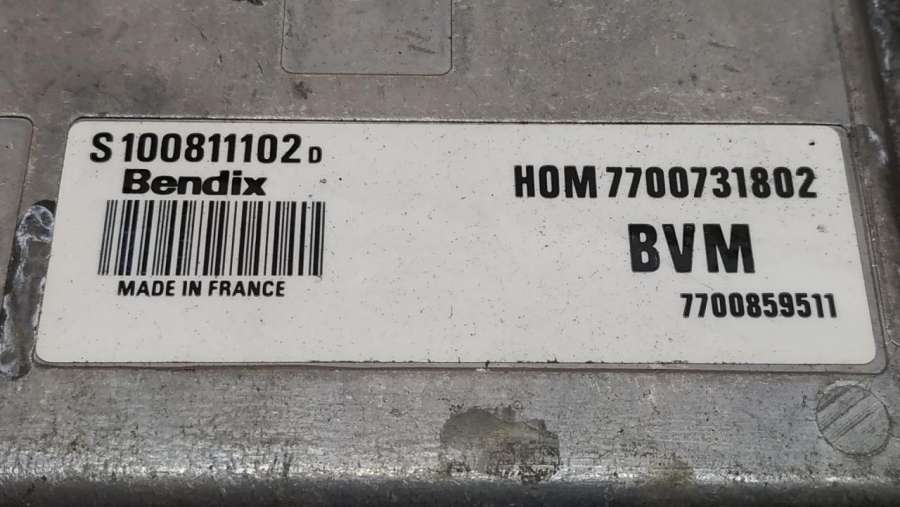 S100811102 D
Bendix
MADE IN FRANCE
HOM 7700731802
BVM
7700859511